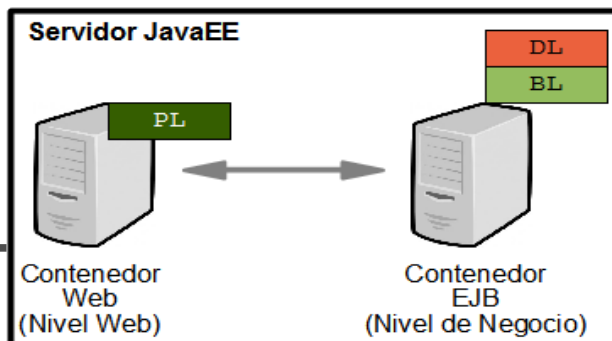 Servidor JavaEE
DL
BL
PL
Contenedor
Web
(Nivel Web)
Contenedor
EJB
(Nivel de Negocio)